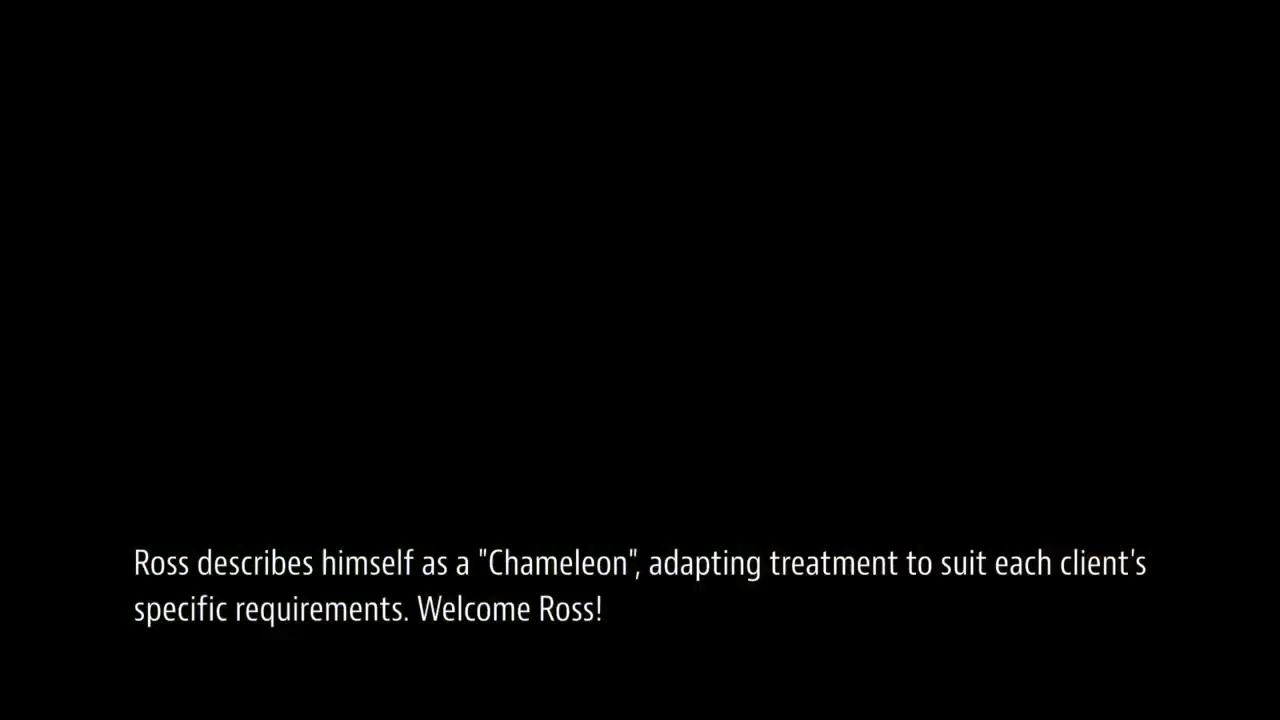 Ross describes himself as a "Chameleon", adapting treatment to suit each client's
specific requirements. Welcome Ross!